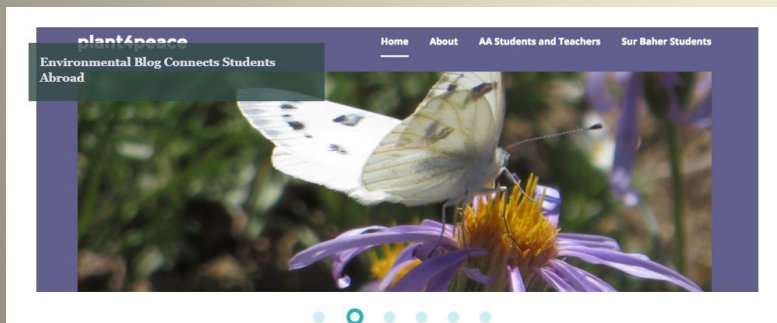 plant4peace
Home About AA Students and Teachers Sur Baher Students
Environmental Blog Connects Students
Abroad